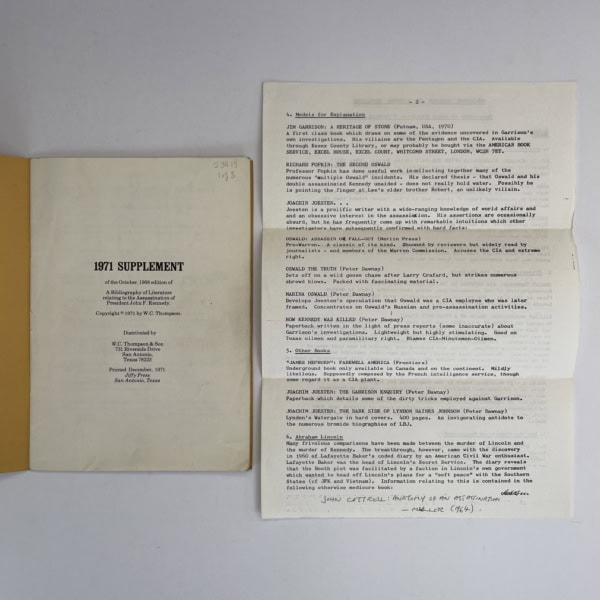 1971 SUPPLEMENT
of the October, 1968 edition of
A Bibliography of Literature
relating to the Assassination of
President John F. Kennedy.
Copyright © 1971 by W.C. Thompson.
Distributed by
W.C. Thompson & Son
731 Riverside Drive
San Antonio,
Texas 78223
Printed December, 1971
Jiffy Press
San Antonio, Texas
- 2 -
4. Models for Explanation
JIM GARRISON: A HERITAGE OF STONE (Putnam, USA, 1970)
A first class book which draws on some of the evidence uncovered in Garrison's
own investigations. His villains are the Pentagon and the CIA. Available
through Essex County Library, or may probably be bought via the AMERICAN BOOK
SERVICE, EXCEL HOUSE, EXCEL COURT, WHITCOMB STREET, LONDON, WC2H 7ET.
RICHARD POPKIN: THE SECOND OSWALD
Professor Popkin has done useful work in collecting together many of the
numerous "multiple Oswald" incidents. His declared thesis - that Oswald and his
double assassinated Kennedy unaided - does not really hold water. Possibly he
is pointing the finger at Lee's older brother Robert, an unlikely villain.
JOACHIM JOESTEN. . .
Joesten is a prolific writer with a wide-ranging knowledge of world affairs and
and an obsessive interest in the assassination. His assertions are occasionally
absurd, but he has frequently come up with remarkable intuitions which other
investigators have subsequently confirmed with hard facts:
OSWALD: ASSASSIN OR FALL-GUY (Merlin Press)
Pre-Warren. A classic of its kind. Shunned by reviewers but widely read by
journalists - and members of the Warren Commission. Accuses the CIA and extreme
right.
OSWALD THE TRUTH (Peter Dawnay)
Sets off on a wild goose chase after Larry Crafard, but strikes numerous
shrewd blows. Packed with fascinating material.
MARINA OSWALD (Peter Dawnay)
Develops Joesten's speculation that Oswald was a CIA employee who was later
framed. Concentrates on Oswald's Russian and pro-assassination activities.
HOW KENNEDY WAS KILLED (Peter Dawnay)
Paperback written in the light of press reports (some inaccurate) about
Garrison's investigations. Lightweight but highly stimulating. Good on
Texas oilmen and paramilitary right. Blames CIA-Minutemen-Oilmen.
5. Other Books
"JAMES HEPBURN": FAREWELL AMERICA (Frontiers)
Underground book only available in Canada and on the continent. Mildly
libellous. Supposedly composed by the French intelligence service, though
some regard it as a CIA plant.
JOACHIM JOESTEN: THE GARRISON ENQUIRY (Peter Dawnay)
Paperback which details some of the dirty tricks employed against Garrison.
JOACHIM JOESTEN: THE DARK SIDE OF LYNDON BAINES JOHNSON (Peter Dawnay)
Lyndon's Watergate in hard covers. 400 pages. An invigorating antidote to
the numerous bromide biographies of LBJ.
6. Abraham Lincoln
Many frivolous comparisons have been made between the murder of Lincoln and
the murder of Kennedy. The breakthrough, however, came with the discovery
in 1960 of Lafayette Baker's coded diary by an American Civil War enthusiast.
Lafayette Baker was the head of Lincoln's Secret Service. The diary reveals
that the Booth plot was facilitated by a faction in Lincoln's own government
which wanted to head off Lincoln's plans for a "soft peace" with the Southern
States (cf JFK and Vietnam). Information relating to this is contained in the
following otherwise mediocre book:
JOHN COTTRELL: ANATOMY OF AN ASSASSINATION
— MULLER (1964).